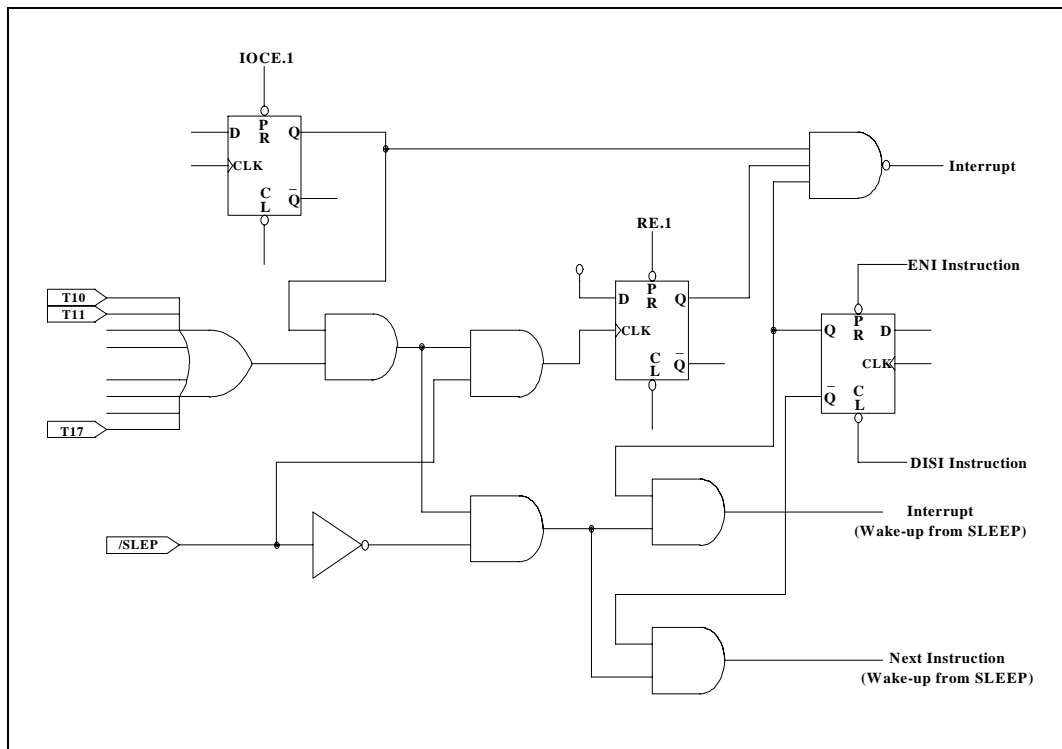 IOCE.1
D
P
R
Q
CLK
C
L
Q
Interrupt
RE.1
D
P
R
Q
CLK
C
L
Q
ENI Instruction
P
R
Q
D
CLK
Q
C
L
DISI Instruction
T10
T11
T17
/SLEP
Interrupt
(Wake-up from SLEEP)
Next Instruction
(Wake-up from SLEEP)